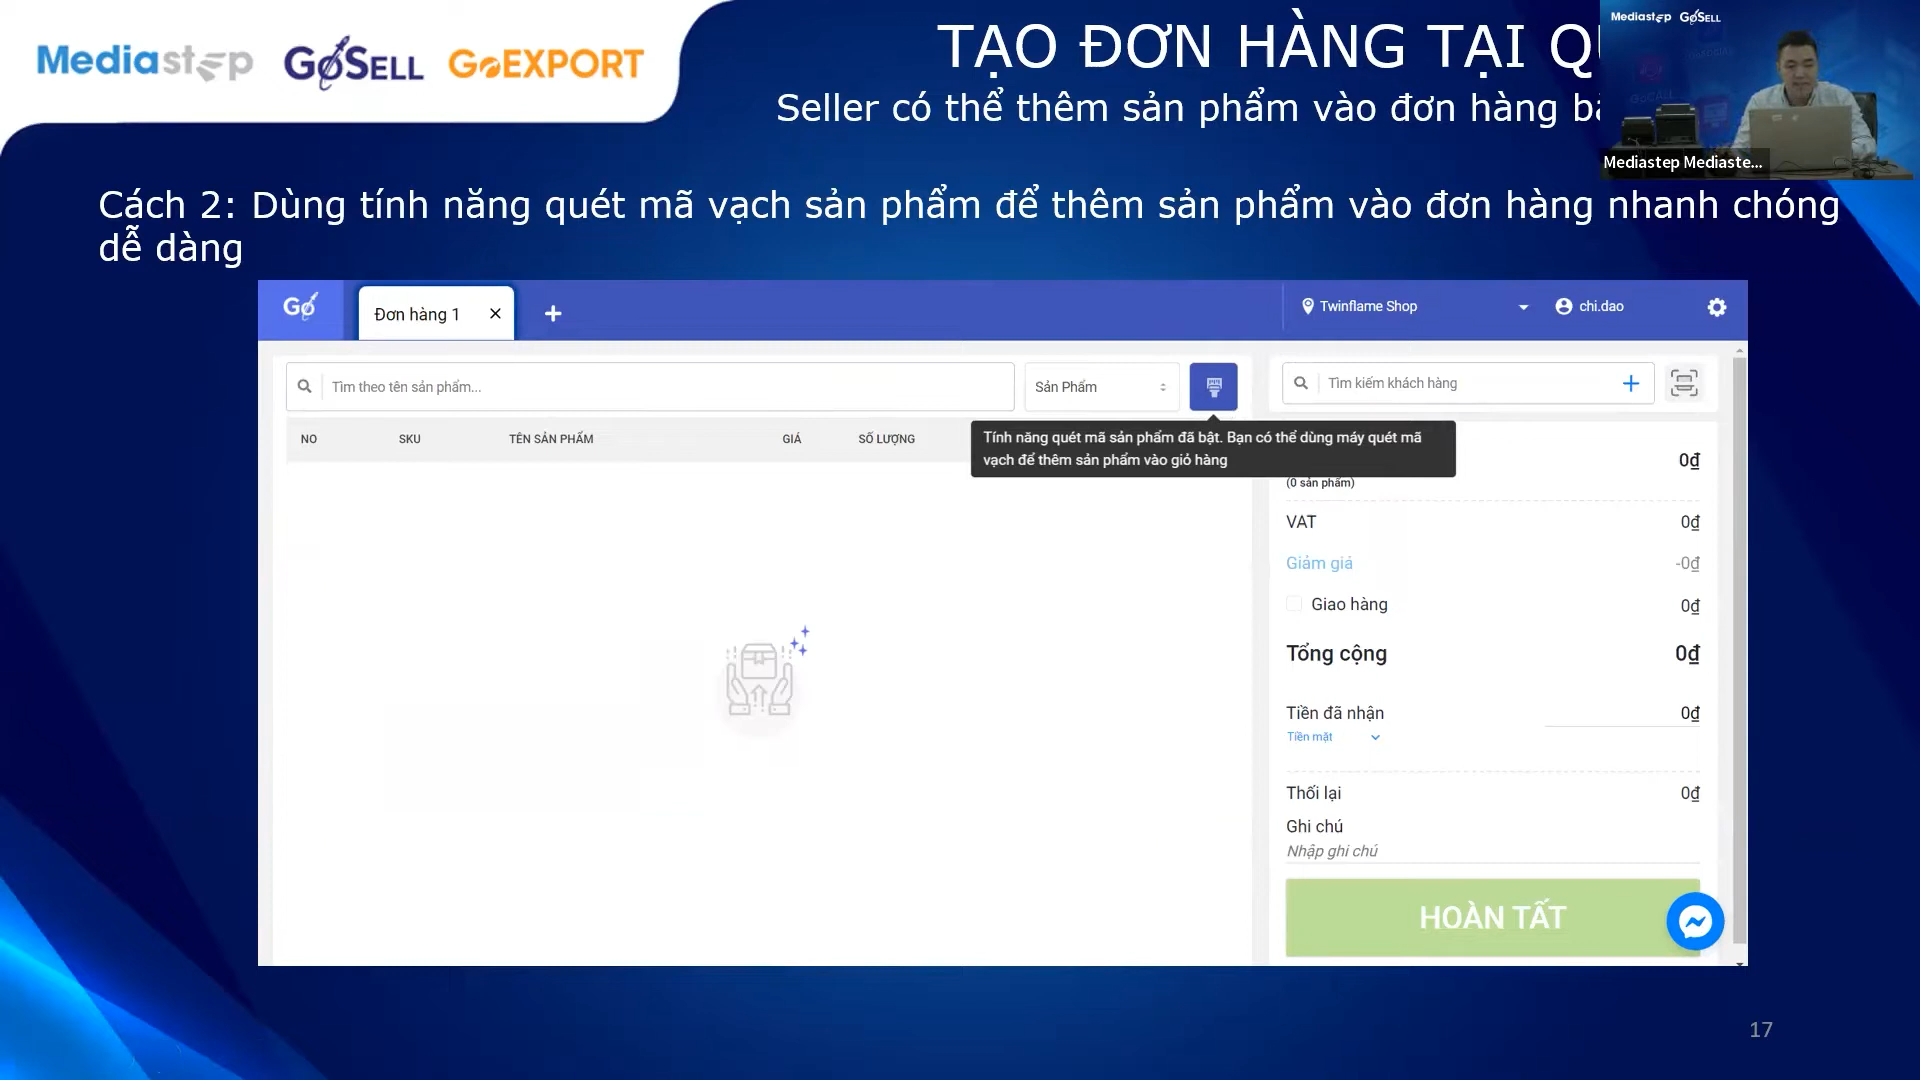 Mediastep GoSELL GoEXPORT
TẠO ĐƠN HÀNG TẠI
Seller có thể thêm sản phẩm vào đơn hàng
Mediastep GoSELL
Mediastep Mediaste...
Cách 2: Dùng tính năng quét mã vạch sản phẩm để thêm sản phẩm vào đơn hàng nhanh chóng
dễ dàng
Go
Đơn hàng 1
Twinflame Shop
chi.dao
Tìm theo tên sản phẩm...
Sản Phẩm
Tìm kiếm khách hàng
NO SKU TÊN SẢN PHẨM GIÁ SỐ LƯỢNG
Tính năng quét mã sản phẩm đã bật. Bạn có thể dùng máy quét mã
vạch để thêm sản phẩm vào giỏ hàng
0₫
(0 sản phẩm)
VAT 0₫
Giảm giá -0₫
Giao hàng 0₫
Tổng cộng 0₫
Tiền đã nhận 0₫
Tiền mặt
Thối lại 0₫
Ghi chú
Nhập ghi chú
HOÀN TẤT
17